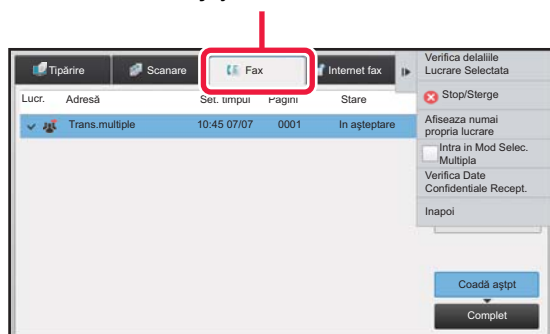 Tipărire
Scanare
Fax
Internet fax
Verifica delaliile
Lucrare Selectata
Lucr.
Adresă
Set. timpul
Pagini
Stare
Stop/Sterge
Trans.multiple
10:45 07/07
0001
In aşteptare
Afiseaza numai
propria lucrare
Intra in Mod Selec.
Multipla
Verifica Date
Confidentiale Recept.
Inapoi
Coadă aştpt
Complet